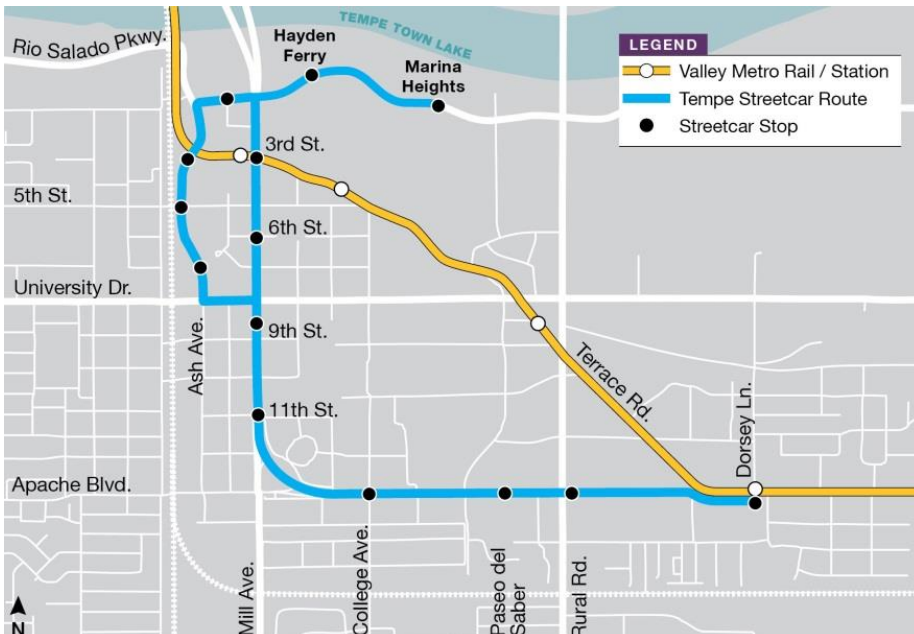 TEMPE TOWN LAKE
Rio Salado Pkwy.
Hayden
Ferry
Marina
Heights
LEGEND
Valley Metro Rail / Station
Tempe Streetcar Route
Streetcar Stop
3rd St.
5th St.
6th St.
University Dr.
9th St.
Ash Ave.
11th St.
Terrace Rd.
Dorsey Ln.
Apache Blvd.
Mill Ave.
College Ave.
Paseo del
Saber
Rural Rd.
N